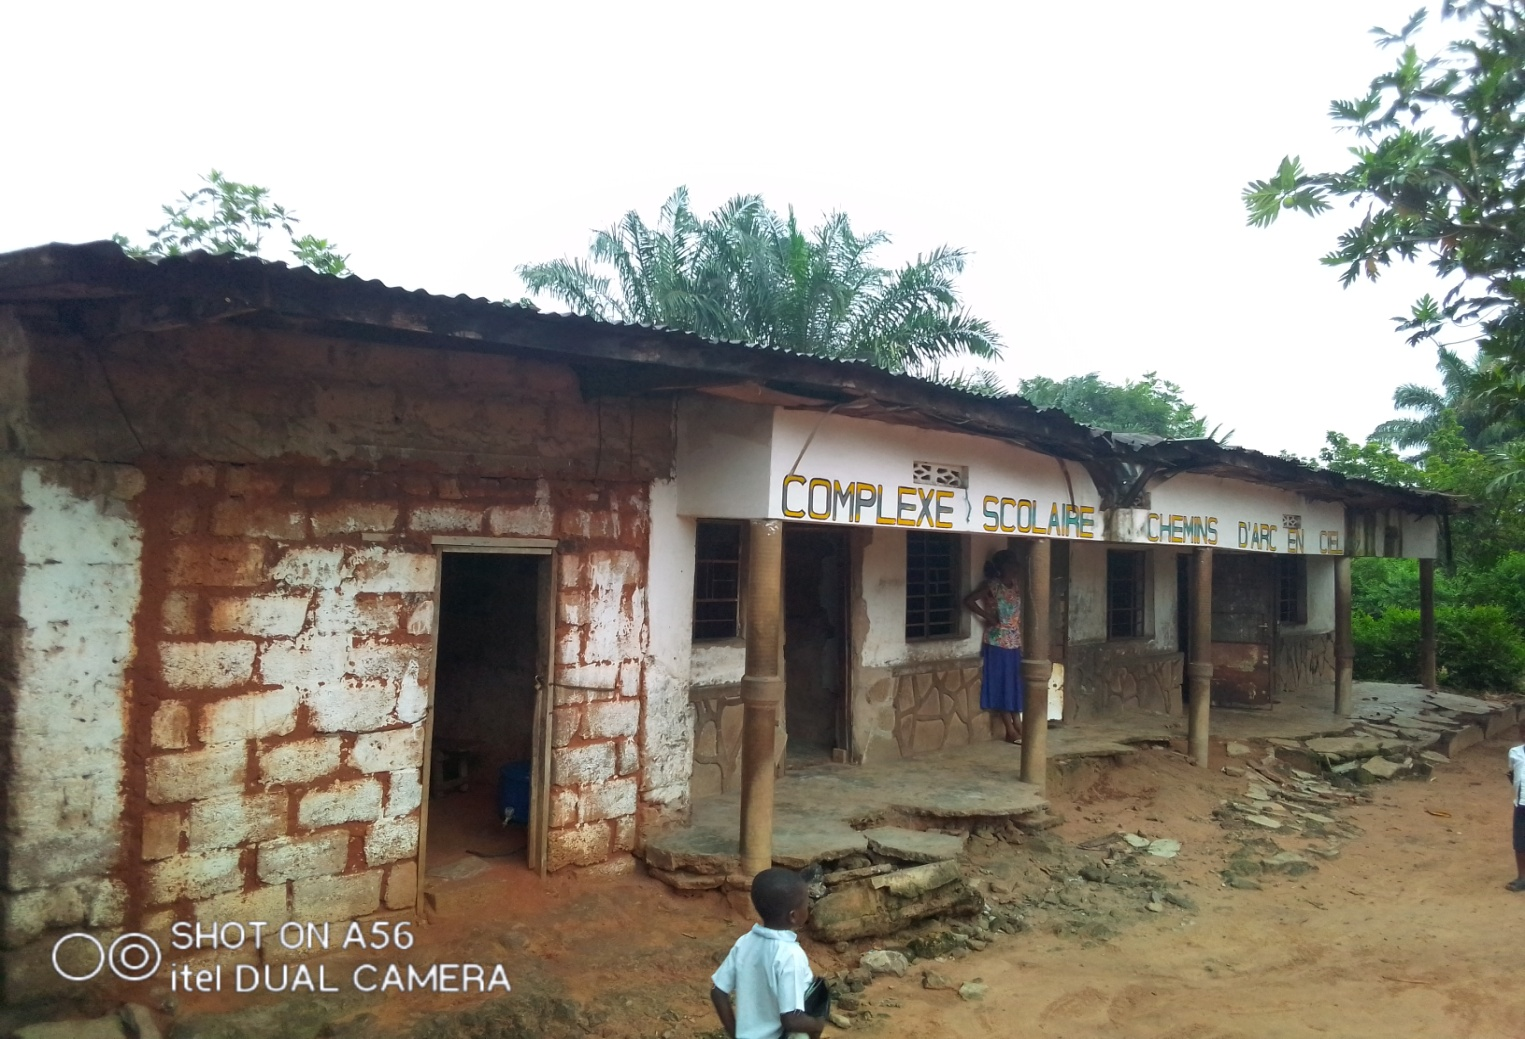 COMPLEXE SCOLAIRE CHEMINS D'ARC EN CIEL
SHOT ON A56
itel DUAL CAMERA